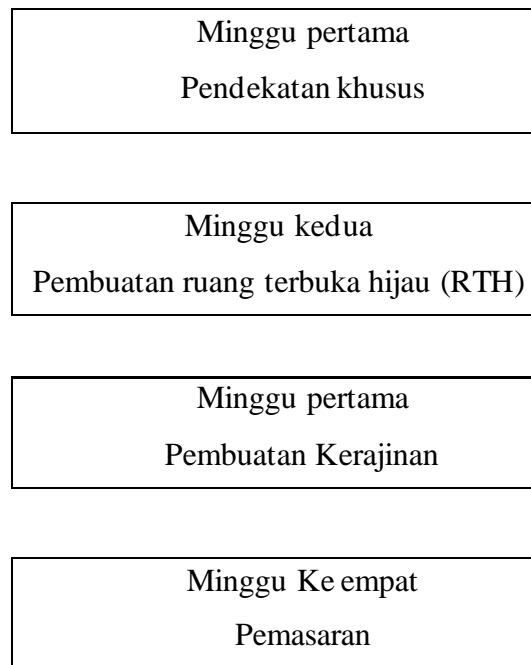 Minggu pertama
Pendekatan khusus
Minggu kedua
Pembuatan ruang terbuka hijau (RTH)
Minggu pertama
Pembuatan Kerajinan
Minggu Ke empat
Pemasaran